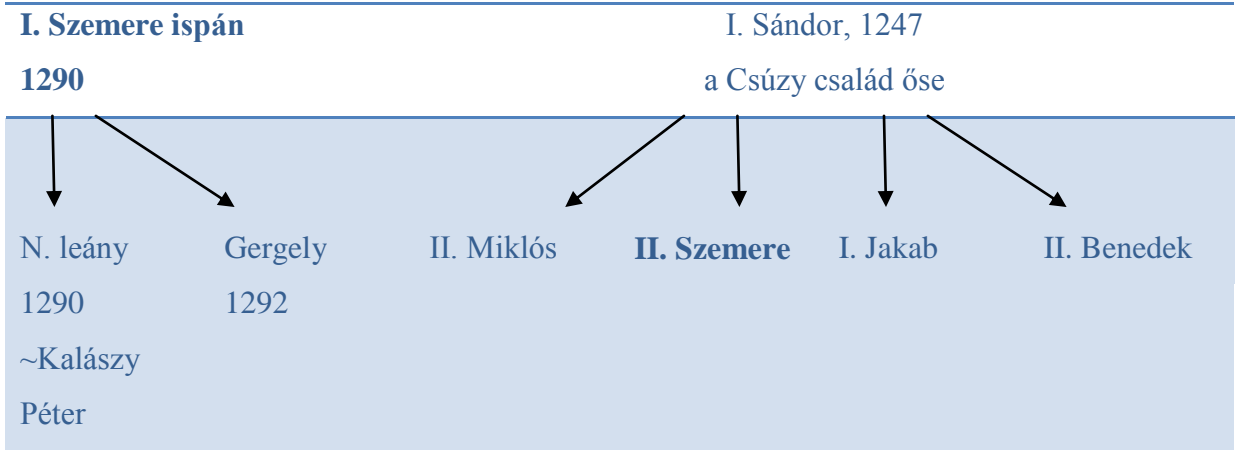 I. Szemere ispán
1290
I. Sándor, 1247
a Csúzy család őse
N. leány
1290
~Kalászy
Péter
Gergely
1292
II. Miklós
II. Szemere
I. Jakab
II. Benedek